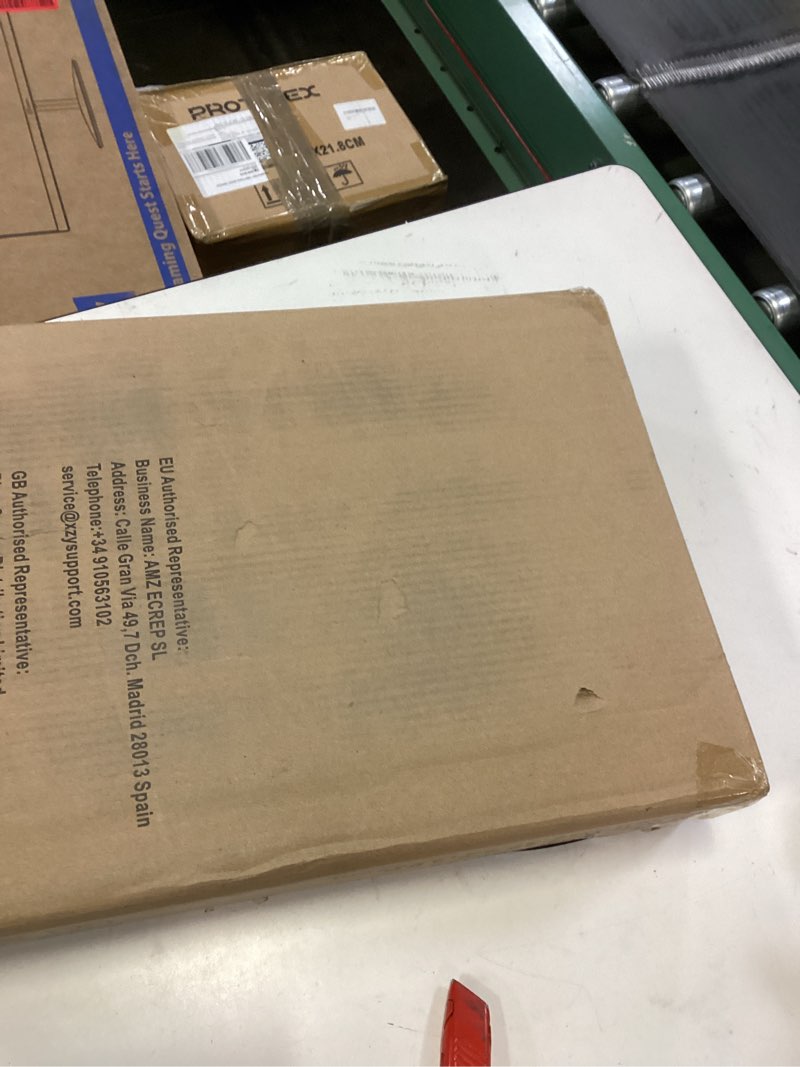 EU Authorised Representative:
Business Name: AMZ ECREP SL
Address: Calle Gran Via 49,7 Dch. Madrid 28013 Spain
Telephone:+34 910563102
service@xzysupport.com
GB Authorised Representative:
Limited
aming Quest Starts Here
X21.8CM